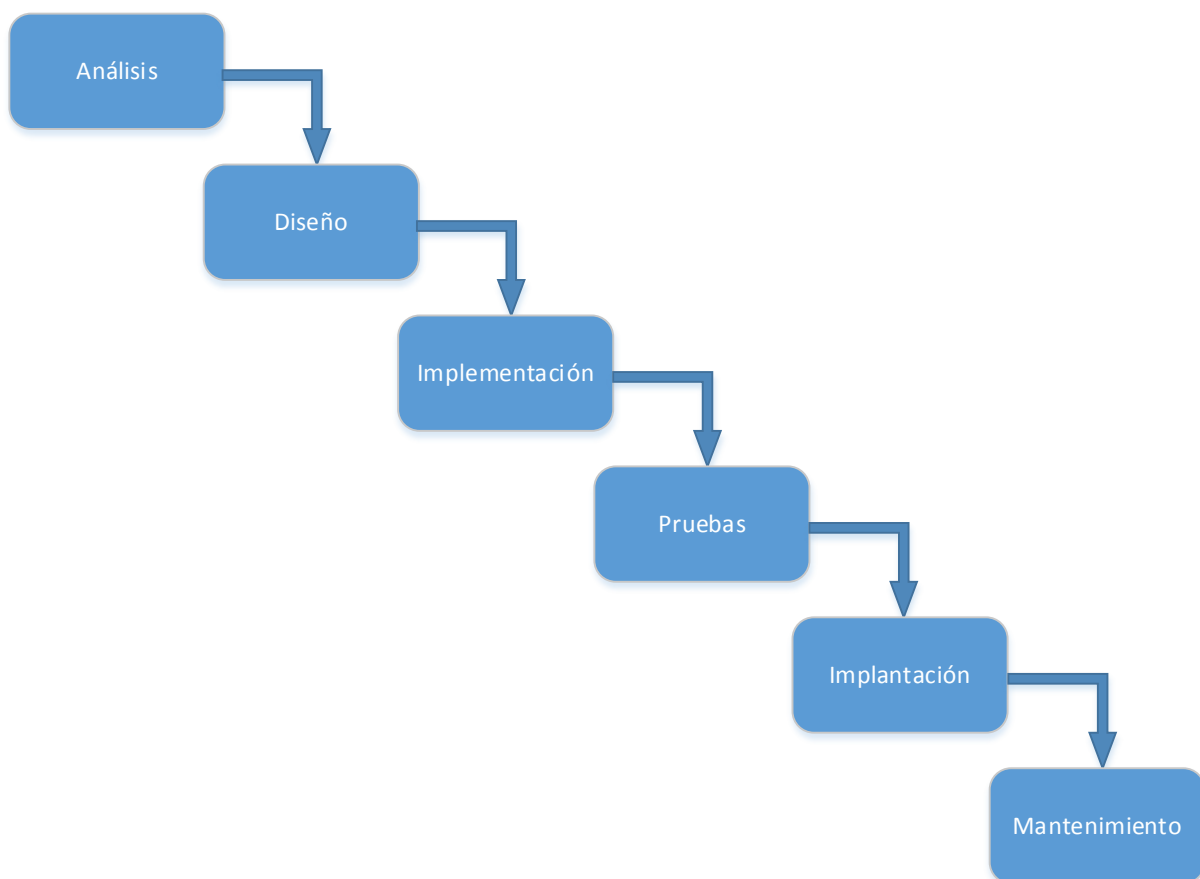 Análisis
Diseño
Implementación
Pruebas
Implantación
Mantenimiento